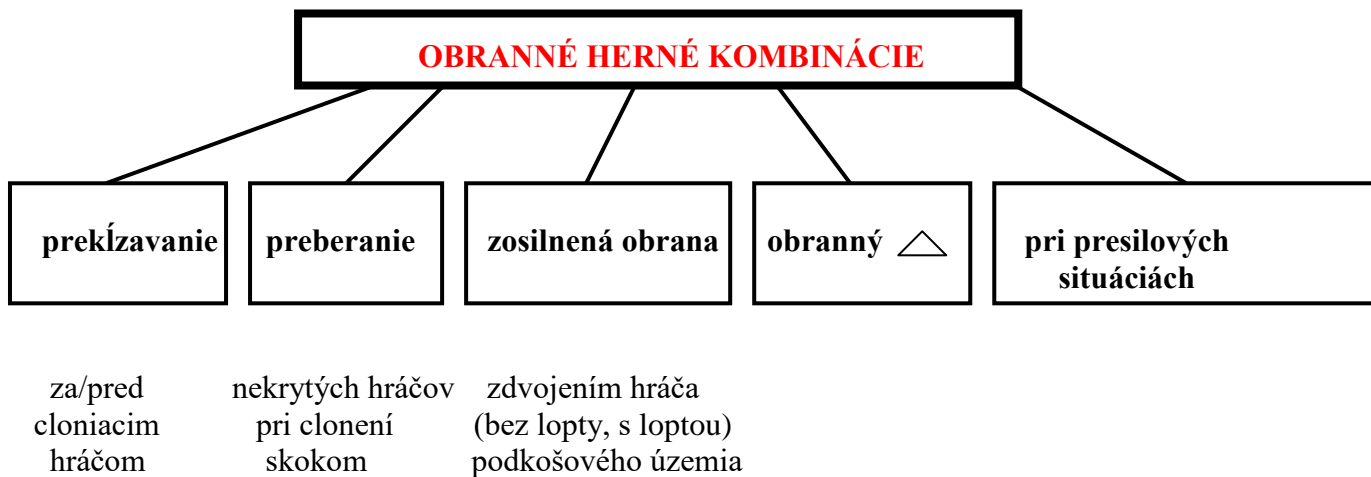 OBRANNÉ HERNÉ KOMBINÁCIE
prekĺzavanie
preberanie
zosilnená obrana
obranný
pri presilových
situáciách
za/pred
cloniacim
hráčom
nekrytých hráčov
pri clonení
skokom
zdvojením hráča
(bez lopty, s loptou)
podkošového územia